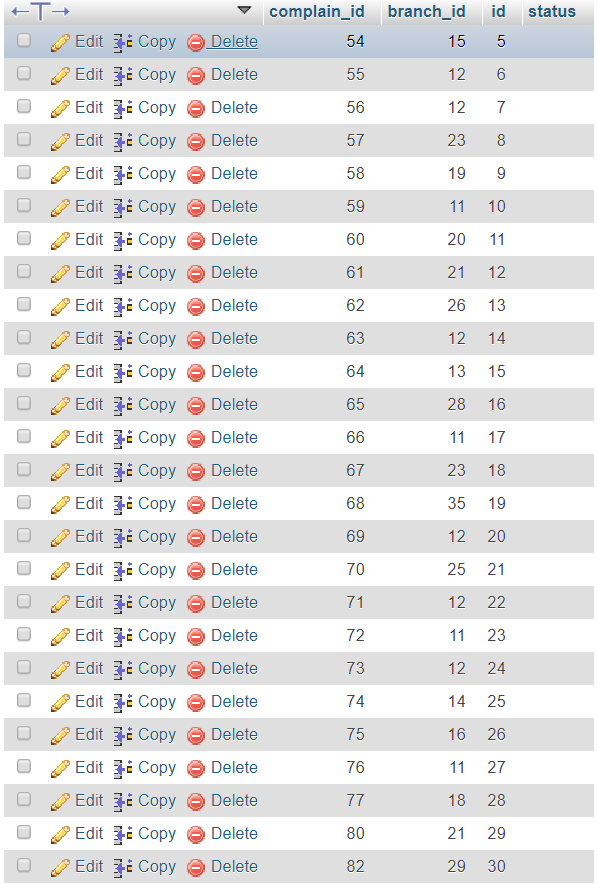 complain_id branch_id id status
Edit Copy Delete 54 15 5
Edit Copy Delete 55 12 6
Edit Copy Delete 56 12 7
Edit Copy Delete 57 23 8
Edit Copy Delete 58 19 9
Edit Copy Delete 59 11 10
Edit Copy Delete 60 20 11
Edit Copy Delete 61 21 12
Edit Copy Delete 62 26 13
Edit Copy Delete 63 12 14
Edit Copy Delete 64 13 15
Edit Copy Delete 65 28 16
Edit Copy Delete 66 11 17
Edit Copy Delete 67 23 18
Edit Copy Delete 68 35 19
Edit Copy Delete 69 12 20
Edit Copy Delete 70 25 21
Edit Copy Delete 71 12 22
Edit Copy Delete 72 11 23
Edit Copy Delete 73 12 24
Edit Copy Delete 74 14 25
Edit Copy Delete 75 16 26
Edit Copy Delete 76 11 27
Edit Copy Delete 77 18 28
Edit Copy Delete 80 21 29
Edit Copy Delete 82 29 30